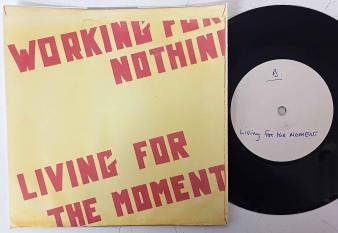 WORKING FOR
NOTHIN
LIVING FOR
THE MOMENT
A
Living for the MOMENT